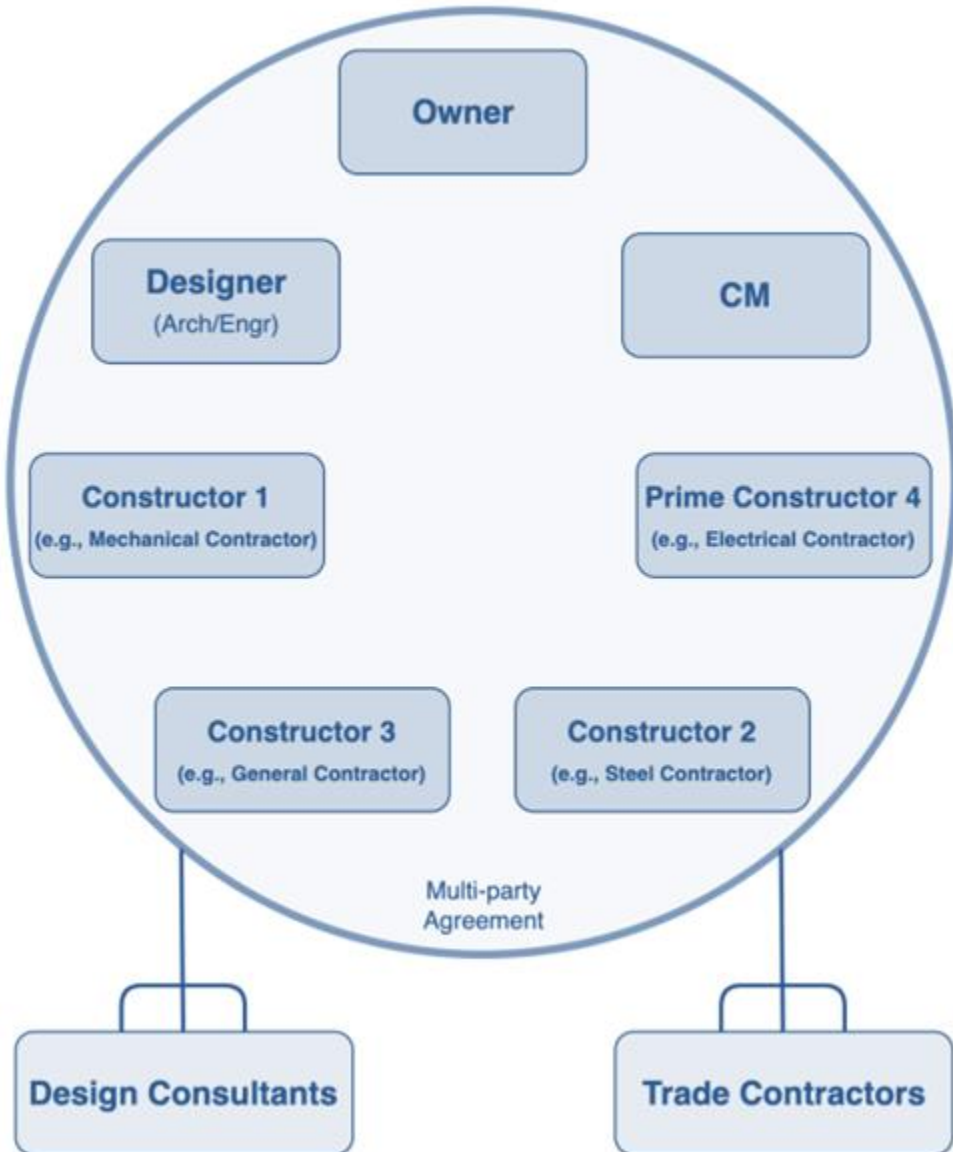 Owner
Designer
(Arch/Engr)
CM
Constructor 1
(e.g., Mechanical Contractor)
Prime Constructor 4
(e.g., Electrical Contractor)
Constructor 3
(e.g., General Contractor)
Constructor 2
(e.g., Steel Contractor)
Multi-party
Agreement
Design Consultants
Trade Contractors